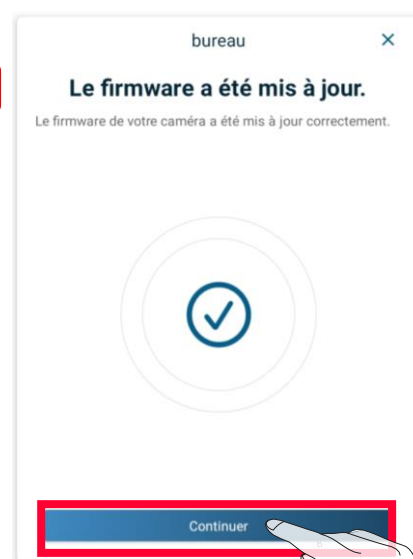 bureau
Le firmware a été mis à jour.
Le firmware de votre caméra a été mis à jour correctement.
Continuer